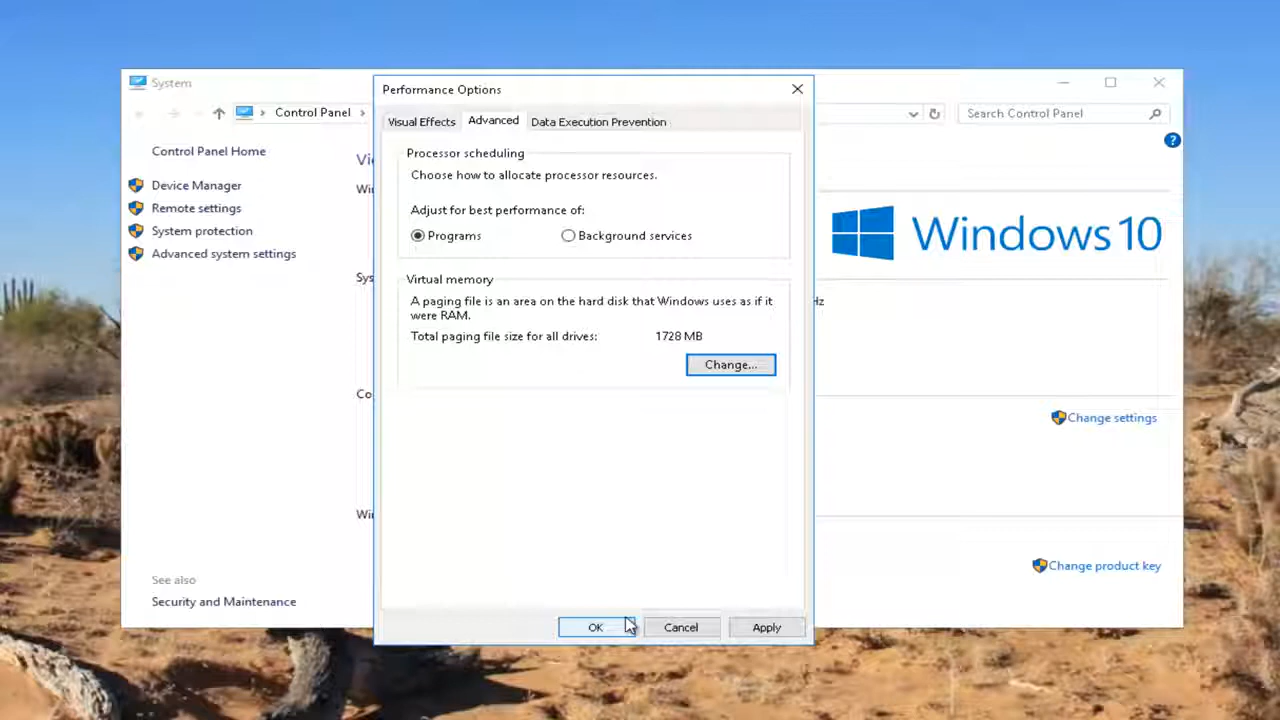 System
Performance Options
Control Panel
Search Control Panel
Visual Effects
Advanced
Data Execution Prevention
Control Panel Home
Device Manager
Remote settings
System protection
Advanced system settings
Processor scheduling
Choose how to allocate processor resources.
Adjust for best performance of:
Programs
Background services
Virtual memory
A paging file is an area on the hard disk that Windows uses as if it
were RAM.
Total paging file size for all drives: 1728 MB
Change...
Windows 10
Hz
Change settings
Change product key
See also
Security and Maintenance
OK
Cancel
Apply